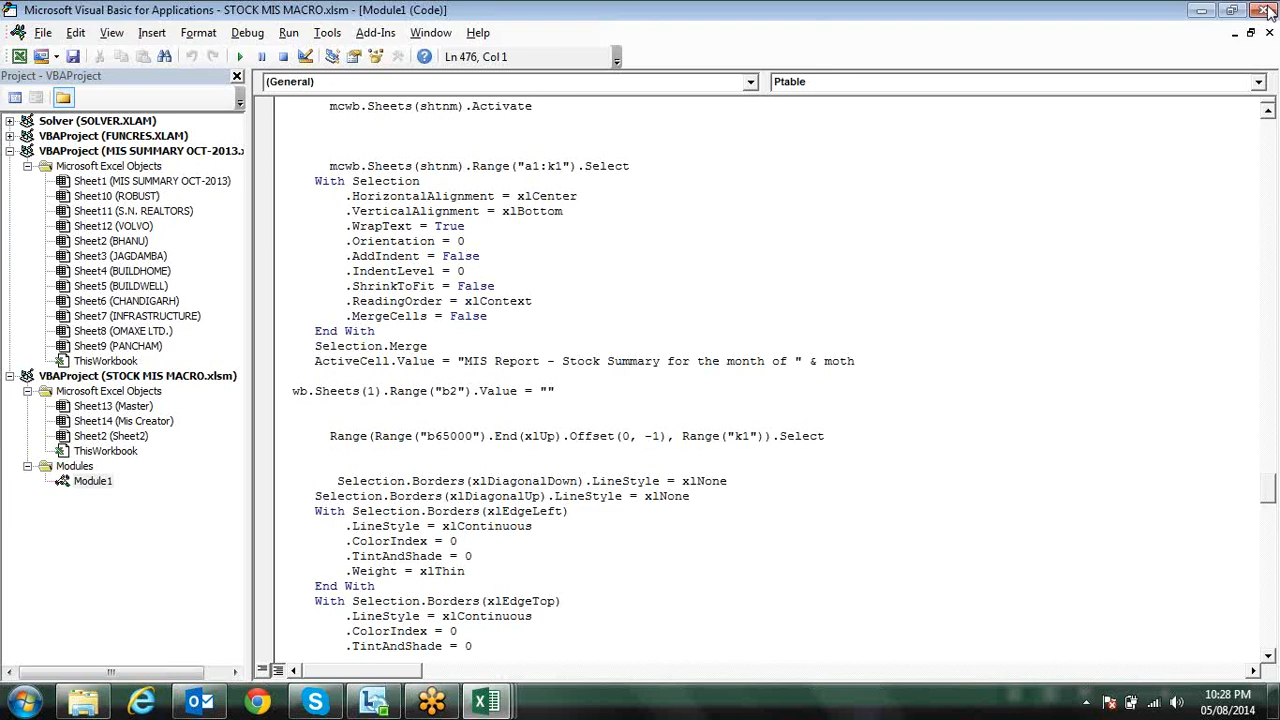 Microsoft Visual Basic for Applications - STOCK MIS MACRO.xlsm - [Module1 (Code)]
File Edit View Insert Format Debug Run Tools Add-Ins Window Help
Ln 476, Col 1
Project - VBAProject
Solver (SOLVER.XLAM)
VBAProject (FUNCRES.XLAM)
VBAProject (MIS SUMMARY OCT-2013.x
Microsoft Excel Objects
Sheet1 (MIS SUMMARY OCT-2013)
Sheet10 (ROBUST)
Sheet11 (S.N. REALTORS)
Sheet12 (VOLVO)
Sheet2 (BHANU)
Sheet3 (JAGDAMBA)
Sheet4 (BUILDHOME)
Sheet5 (BUILDWELL)
Sheet6 (CHANDIGARH)
Sheet7 (INFRASTRUCTURE)
Sheet8 (OMAXE LTD.)
Sheet9 (PANCHAM)
ThisWorkbook
VBAProject (STOCK MIS MACRO.xlsm)
Microsoft Excel Objects
Sheet13 (Master)
Sheet14 (Mis Creator)
Sheet2 (Sheet2)
ThisWorkbook
Modules
Module1
(General)
Ptable
mcwb.Sheets(shtnm).Activate
mcwb.Sheets(shtnm).Range("a1:k1").Select
With Selection
.HorizontalAlignment = xlCenter
.VerticalAlignment = xlBottom
.WrapText = True
.Orientation = 0
.AddIndent = False
.IndentLevel = 0
.ShrinkToFit = False
.ReadingOrder = xlContext
.MergeCells = False
End With
Selection.Merge
ActiveCell.Value = "MIS Report - Stock Summary for the month of " & moth
wb.Sheets(1).Range("b2").Value = ""
Range(Range("b65000").End(xlUp).Offset(0, -1), Range("k1")).Select
Selection.Borders(xlDiagonalDown).LineStyle = xlNone
Selection.Borders(xlDiagonalUp).LineStyle = xlNone
With Selection.Borders(xlEdgeLeft)
.LineStyle = xlContinuous
.ColorIndex = 0
.TintAndShade = 0
.Weight = xlThin
End With
With Selection.Borders(xlEdgeTop)
.LineStyle = xlContinuous
.ColorIndex = 0
.TintAndShade = 0
10:28 PM
05/08/2014